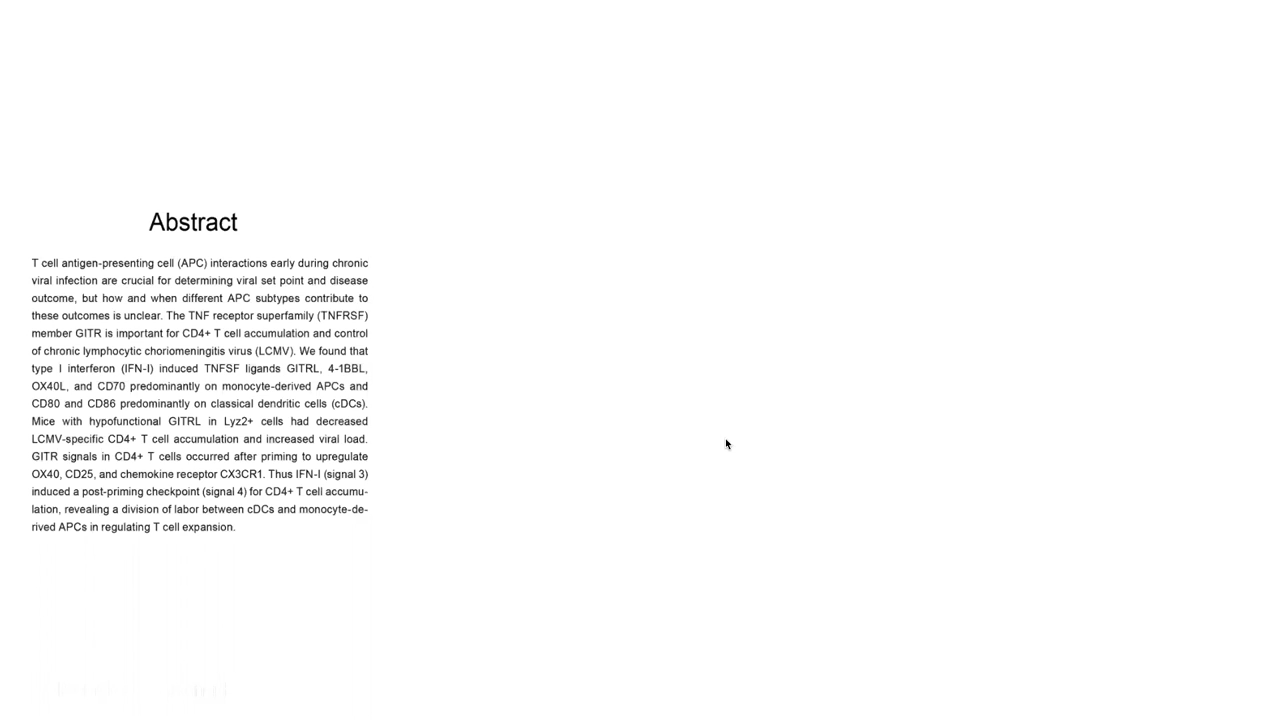 Abstract
T cell antigen-presenting cell (APC) interactions early during chronic
viral infection are crucial for determining viral set point and disease
outcome, but how and when different APC subtypes contribute to
these outcomes is unclear. The TNF receptor superfamily (TNFRSF)
member GITR is important for CD4+ T cell accumulation and control
of chronic lymphocytic choriomeningitis virus (LCMV). We found that
type I interferon (IFN-I) induced TNFSF ligands GITRL, 4-1BBL,
OX40L, and CD70 predominantly on monocyte-derived APCs and
CD80 and CD86 predominantly on classical dendritic cells (cDCs).
Mice with hypofunctional GITRL in Lyz2+ cells had decreased
LCMV-specific CD4+ T cell accumulation and increased viral load.
GITR signals in CD4+ T cells occurred after priming to upregulate
OX40, CD25, and chemokine receptor CX3CR1. Thus IFN-I (signal 3)
induced a post-priming checkpoint (signal 4) for CD4+ T cell accumu-
lation, revealing a division of labor between cDCs and monocyte-de-
rived APCs in regulating T cell expansion.